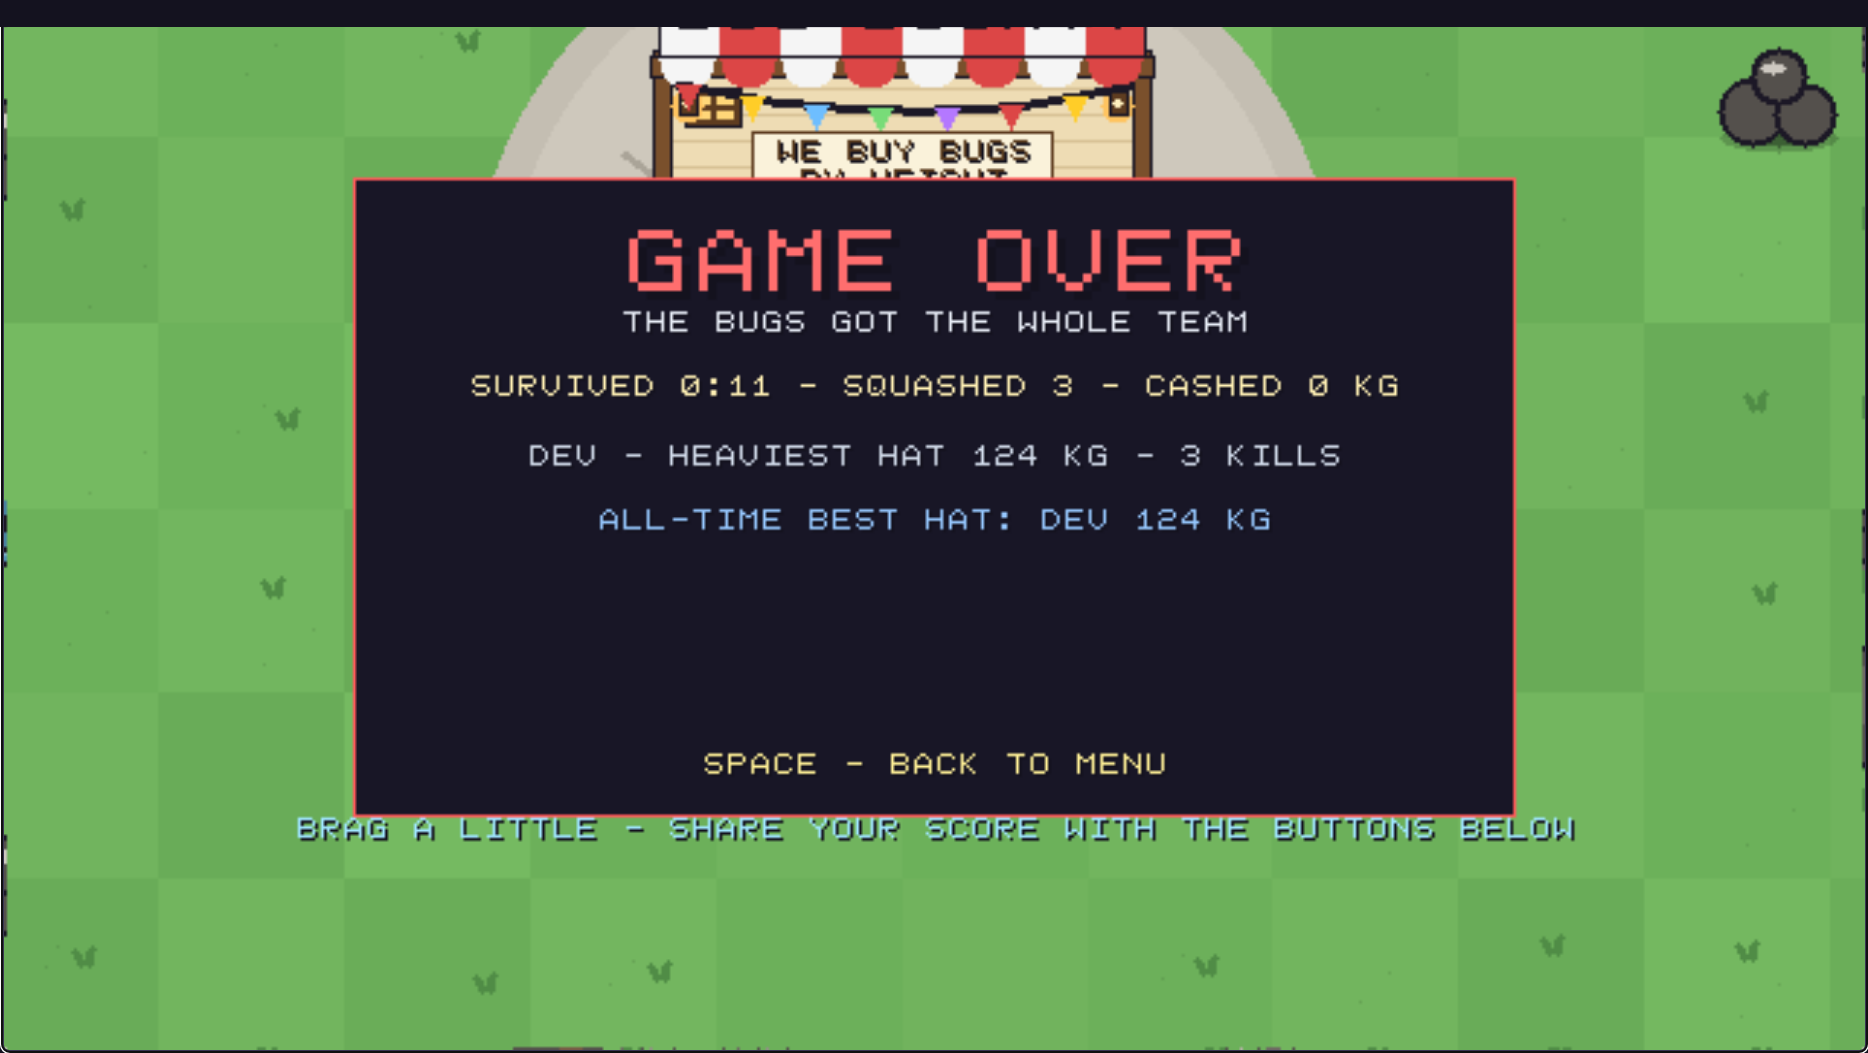 WE BUY BUGS
BY WEIGHT
GAME OVER
THE BUGS GOT THE WHOLE TEAM
SURVIVED 0:11 - SQUASHED 3 - CASHED 0 KG
DEV - HEAVIEST HAT 124 KG - 3 KILLS
ALL-TIME BEST HAT: DEV 124 KG
SPACE - BACK TO MENU
BRAG A LITTLE - SHARE YOUR SCORE WITH THE BUTTONS BELOW